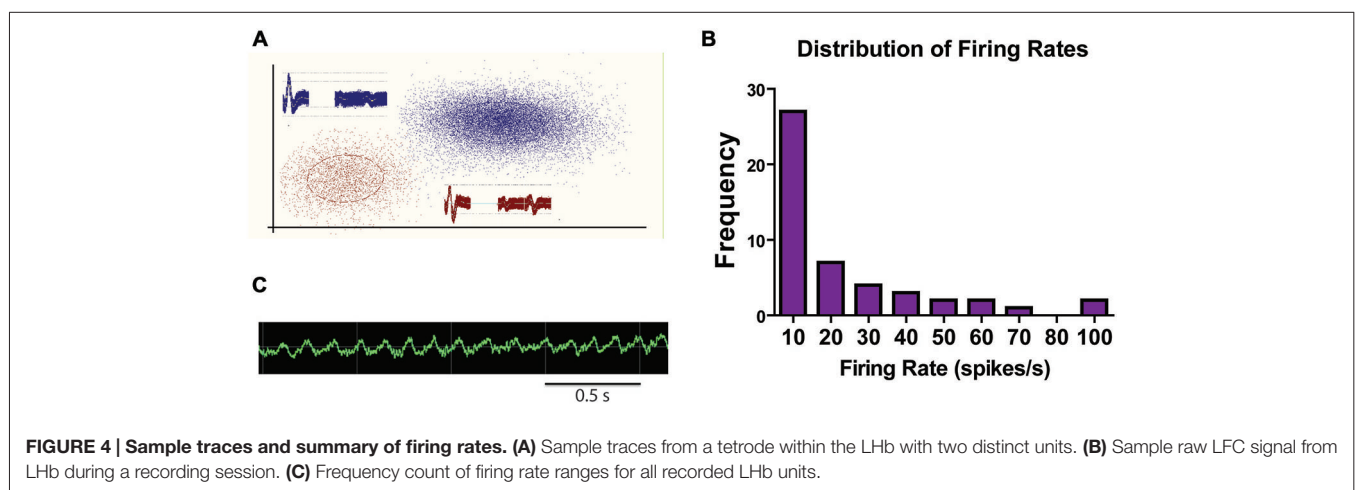 A
B
Distribution of Firing Rates
30
20
10
0
Frequency
10 20 30 40 50 60 70 80 100
Firing Rate (spikes/s)
C
0.5 s
FIGURE 4 | Sample traces and summary of firing rates. (A) Sample traces from a tetrode within the LHb with two distinct units. (B) Sample raw LFC signal from
LHb during a recording session. (C) Frequency count of firing rate ranges for all recorded LHb units.